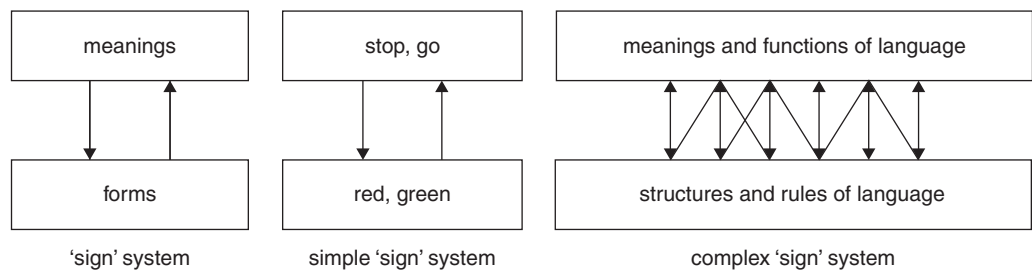 meanings
stop, go
meanings and functions of language
forms
red, green
structures and rules of language
‘sign’ system
simple ‘sign’ system
complex ‘sign’ system